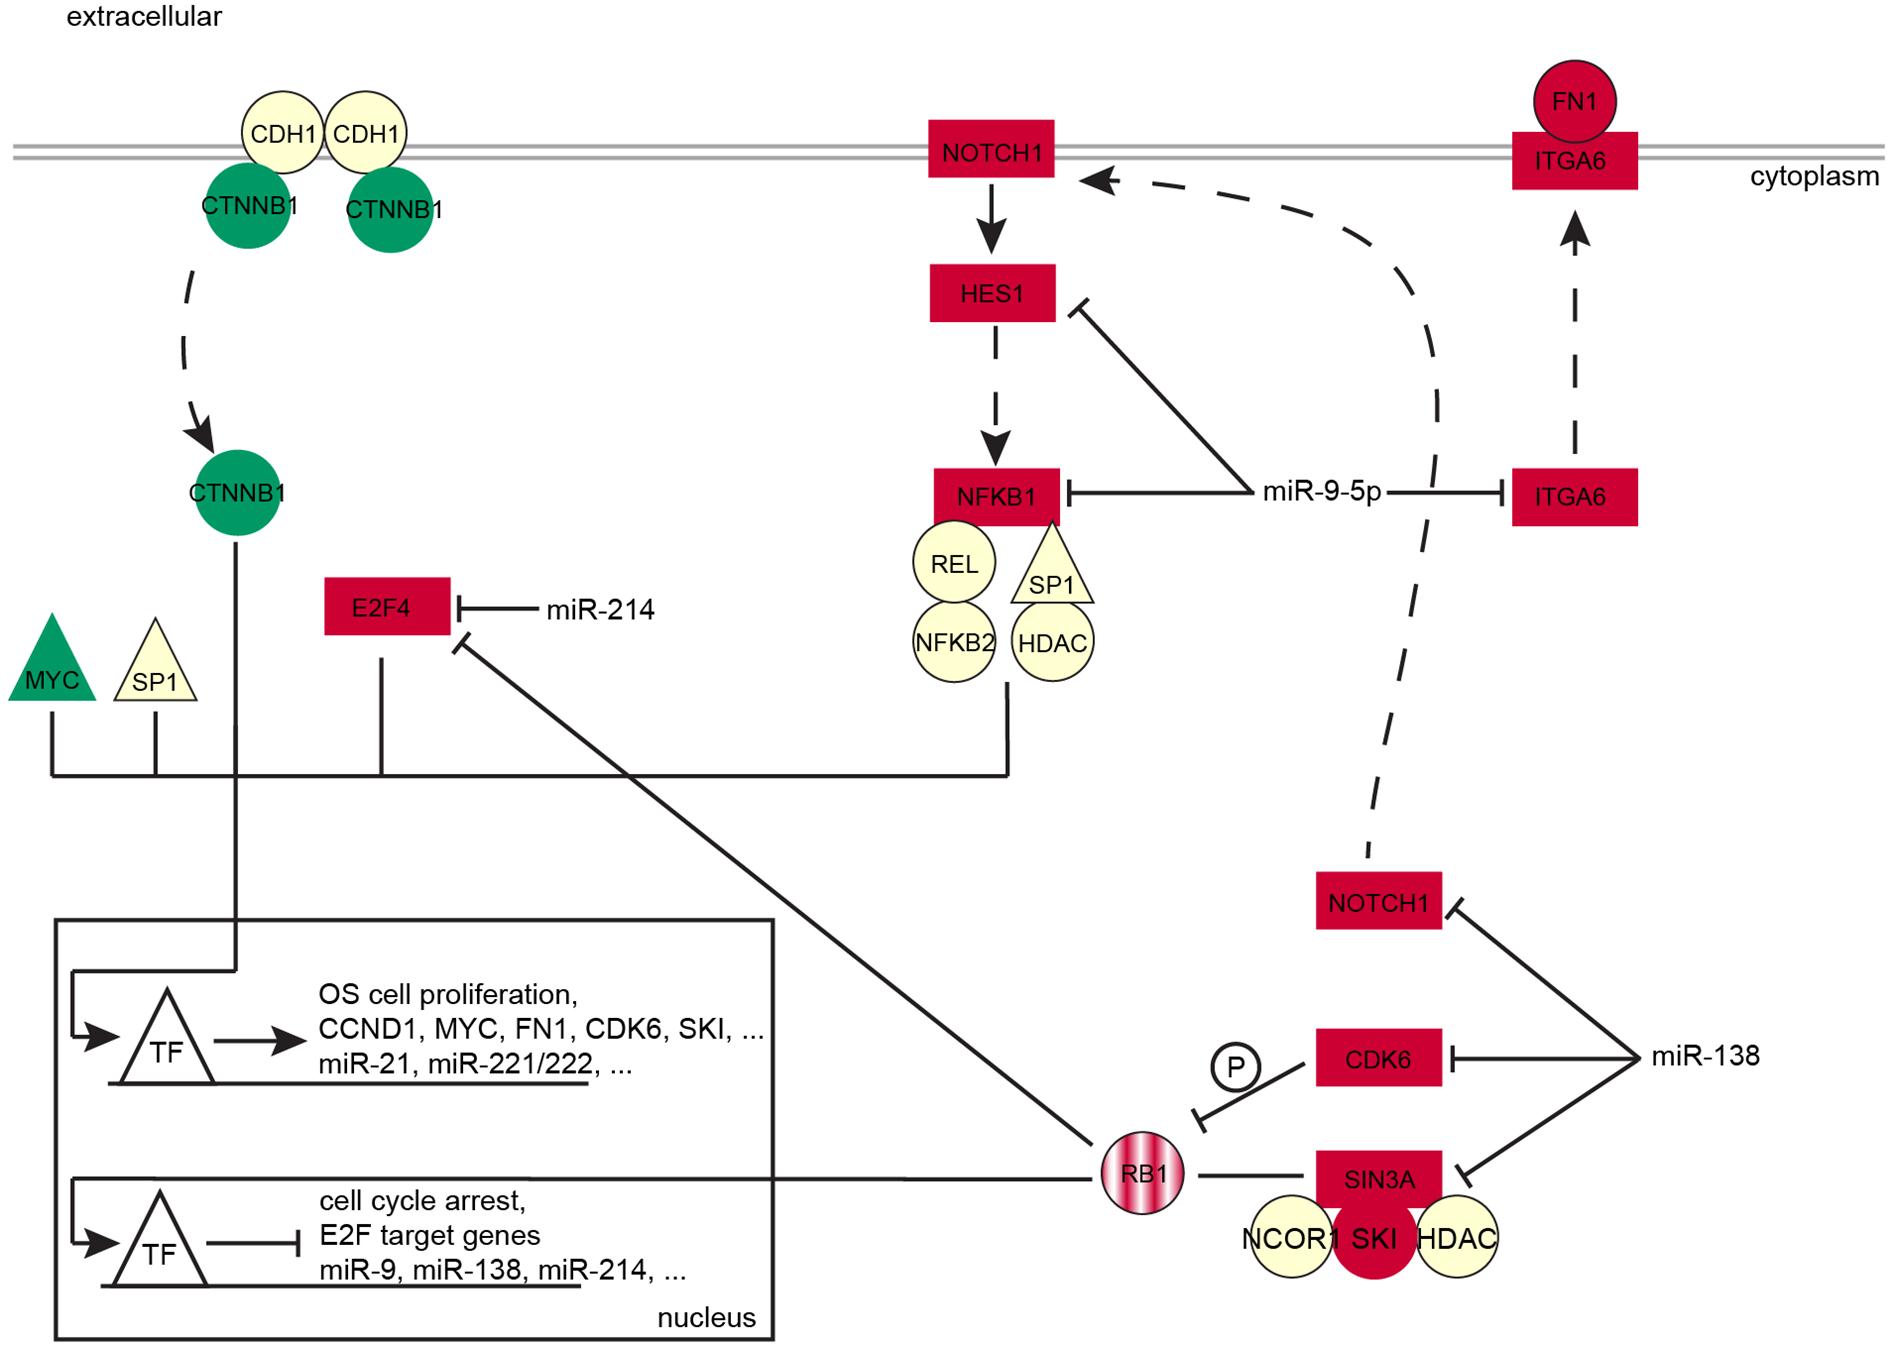 extracellular
FN1
CDH1 CDH1
NOTCH1
ITGA6
cytoplasm
CTNNB1
CTNNB1
HES1
CTNNB1
NFKB1
miR-9-5p
ITGA6
REL
SP1
E2F4
miR-214
NFKB2
HDAC
MYC
SP1
NOTCH1
OS cell proliferation,
CCND1, MYC, FN1, CDK6, SKI, ...
TF
miR-21, miR-221/222, ...
P
CDK6
miR-138
RB1
SIN3A
cell cycle arrest,
E2F target genes
TF
miR-9, miR-138, miR-214, ...
NCOR1 SKI HDAC
nucleus